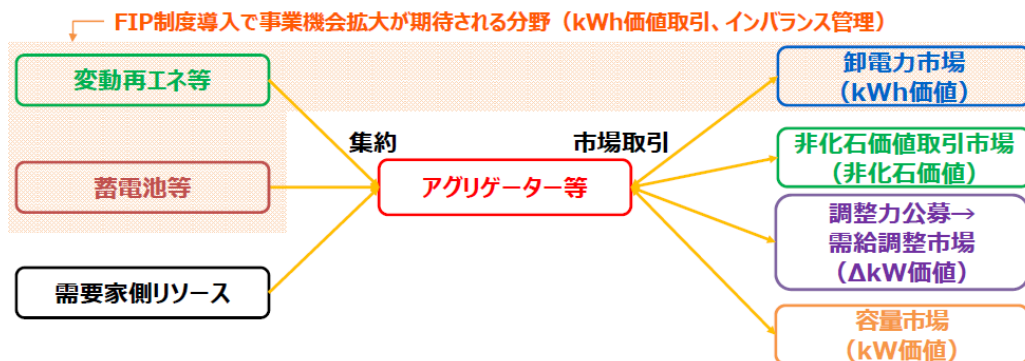 FIP制度導入で事業機会拡大が期待される分野（kWh価値取引、インバランス管理）
変動再エネ等
卸電力市場
（kWh価値）
集約
市場取引
非化石価値取引市場
（非化石価値）
蓄電池等
アグリゲーター等
調整力公募→
需給調整市場
（ΔkW価値）
需要家側リソース
容量市場
（kW価値）